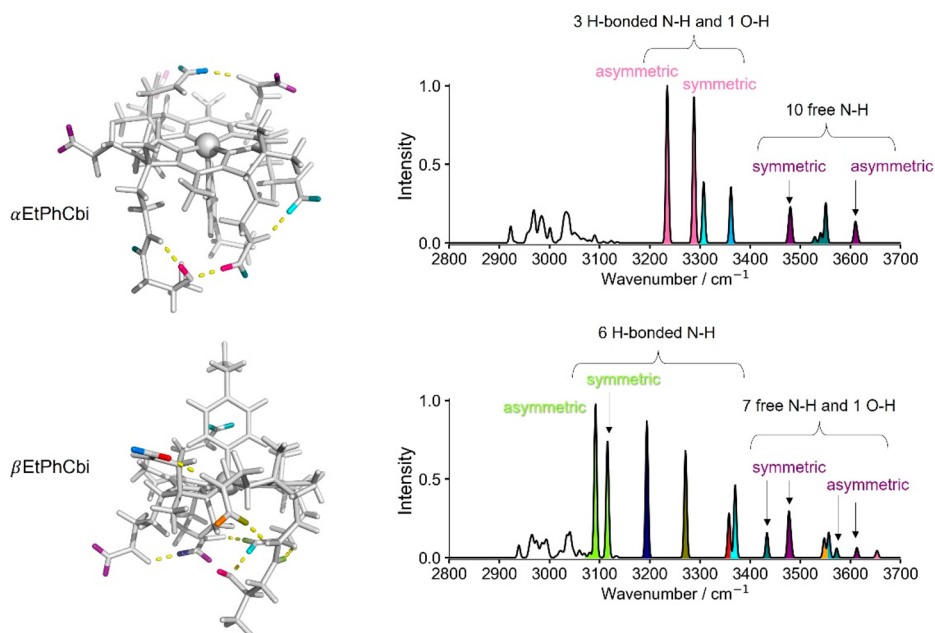 3 H-bonded N-H and 1 O-H
asymmetric
symmetric
10 free N-H
symmetric
asymmetric
αEtPhCbi
Intensity
1.0
0.5
0.0
2800 2900 3000 3100 3200 3300 3400 3500 3600 3700
Wavenumber / cm⁻¹
6 H-bonded N-H
symmetric
asymmetric
7 free N-H and 1 O-H
symmetric
asymmetric
βEtPhCbi
Intensity
1.0
0.5
0.0
2800 2900 3000 3100 3200 3300 3400 3500 3600 3700
Wavenumber / cm⁻¹